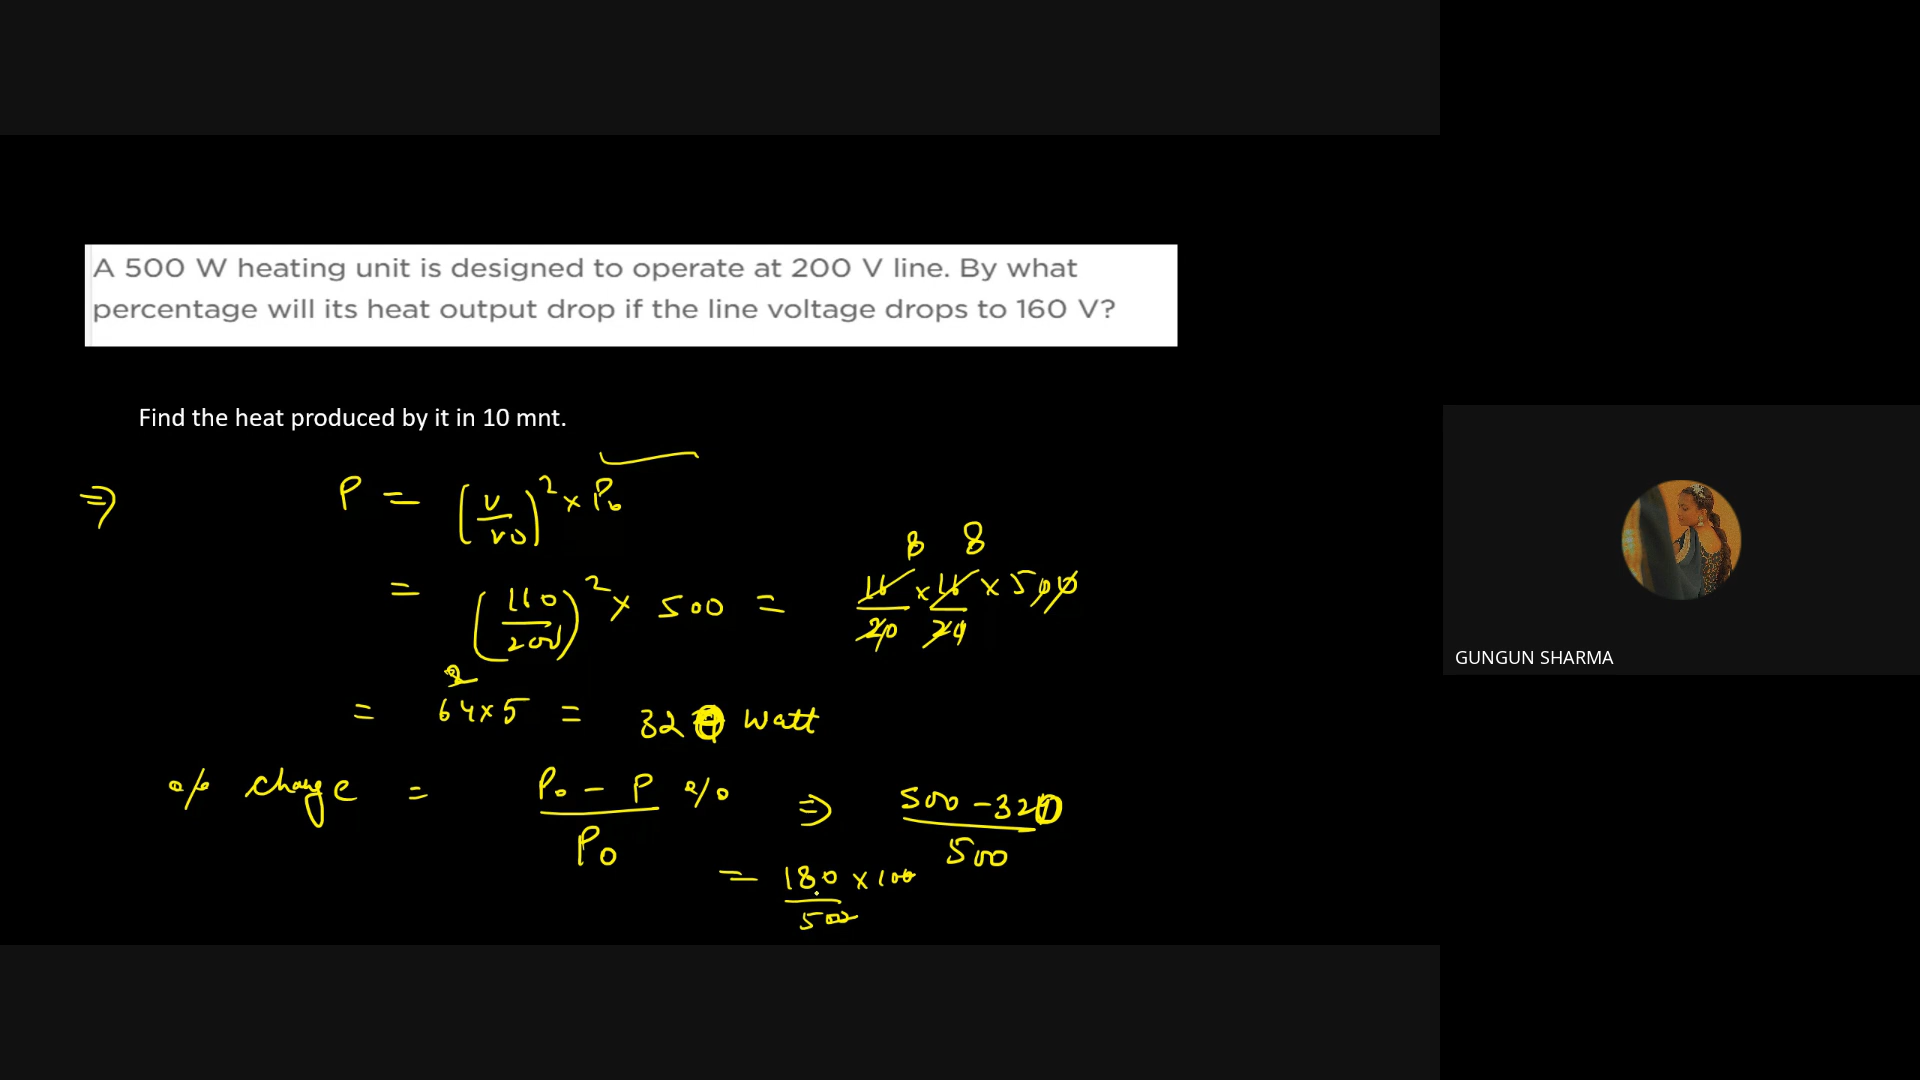 A 500 W heating unit is designed to operate at 200 V line. By what
percentage will its heat output drop if the line voltage drops to 160 V?
Find the heat produced by it in 10 mnt.
⇒ P = (v/v0)² × P₀
= (160/200)² × 500 = 16/20 × 16/20 × 500
8 8
= 64 × 5 = 320 watt
% change = P₀ - P / P₀ % ⇒ 500 - 320 / 500
= 180 / 500 × 100
GUNGUN SHARMA